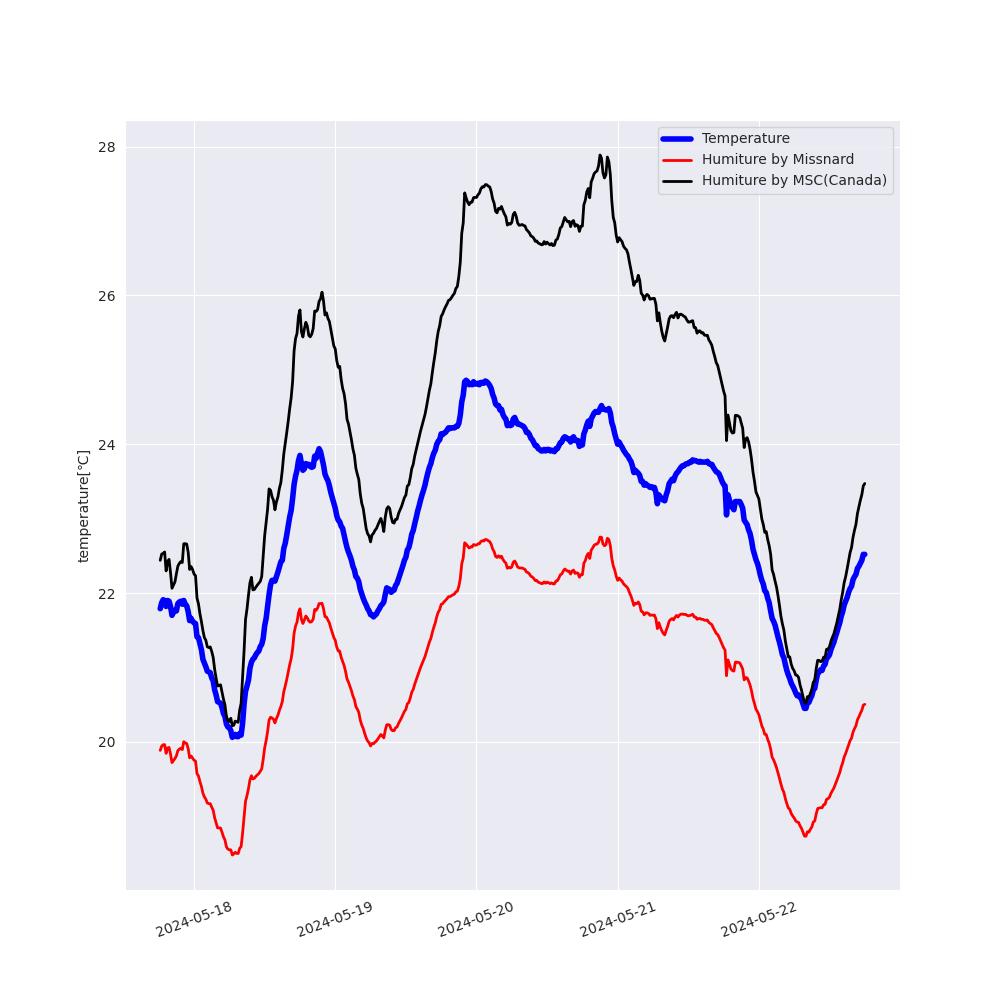 28
26
24
22
20
temperature[℃]
Temperature
Humiture by Missnard
Humiture by MSC(Canada)
2024-05-18
2024-05-19
2024-05-20
2024-05-21
2024-05-22